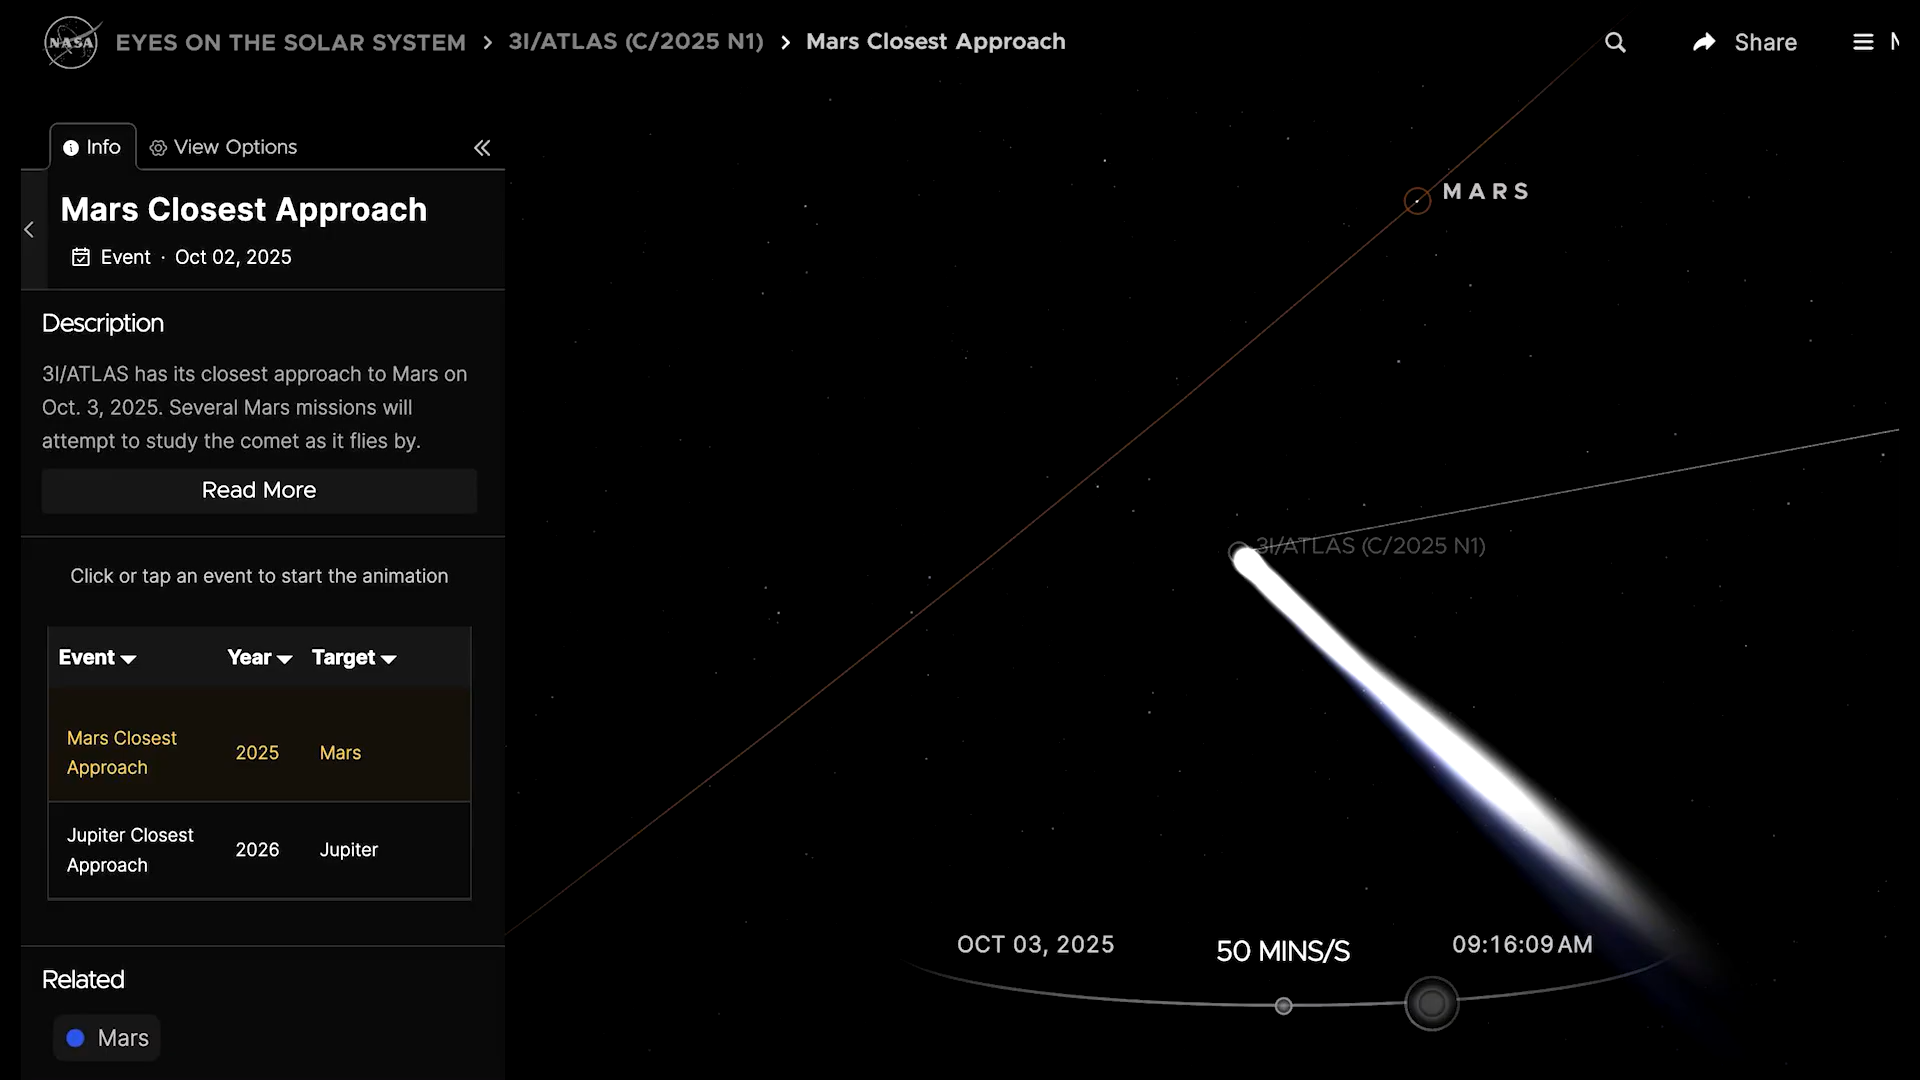 NASA
EYES ON THE SOLAR SYSTEM > 3I/ATLAS (C/2025 N1) > Mars Closest Approach
Share
Info
View Options
Mars Closest Approach
Event · Oct 02, 2025
Description
3I/ATLAS has its closest approach to Mars on
Oct. 3, 2025. Several Mars missions will
attempt to study the comet as it flies by.
Read More
Click or tap an event to start the animation
Event Year Target
Mars Closest
Approach
2025
Mars
Jupiter Closest
Approach
2026
Jupiter
Related
Mars
MARS
3I/ATLAS (C/2025 N1)
OCT 03, 2025
50 MINS/S
09:16:09 AM